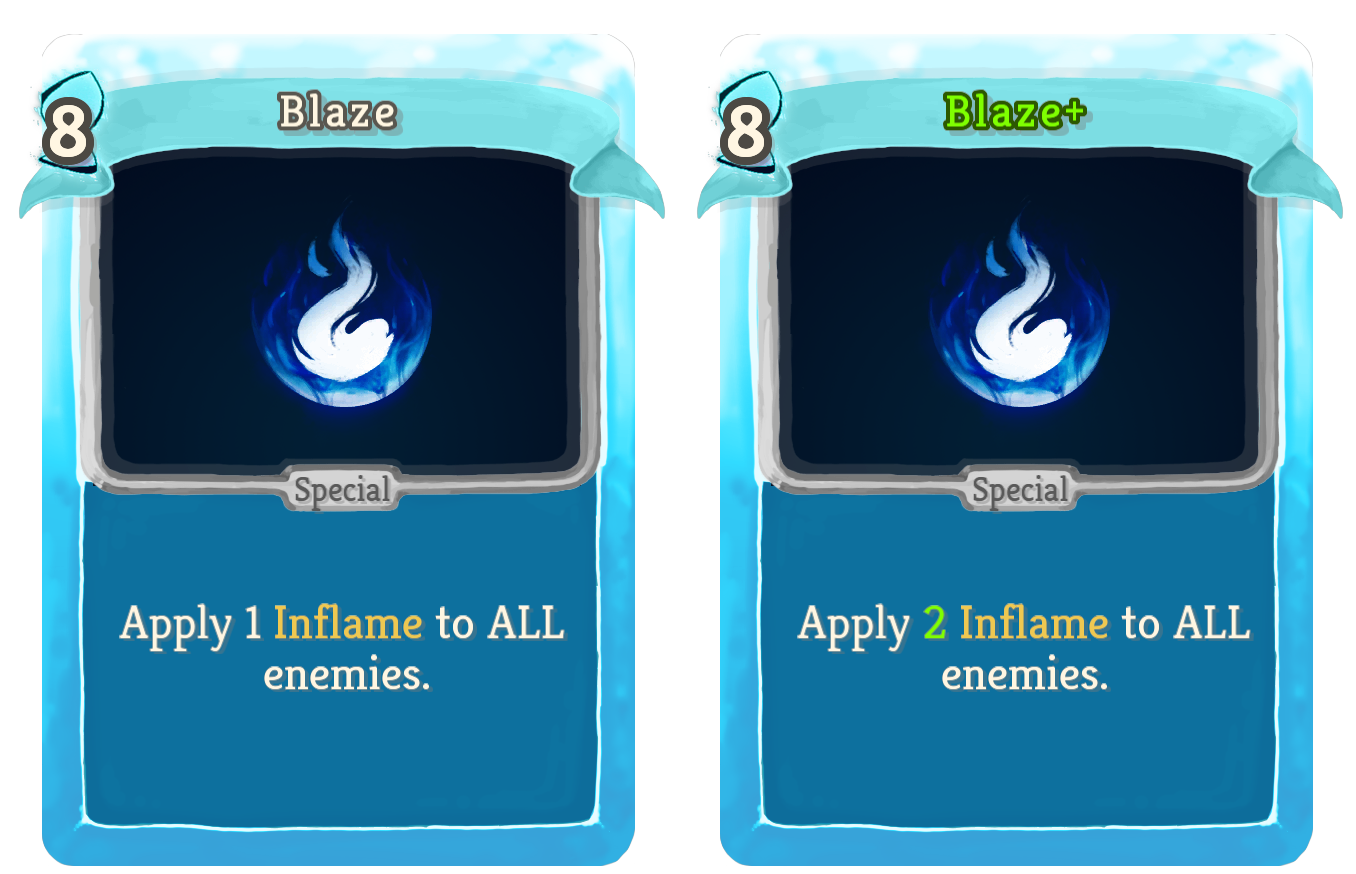 8
Blaze
Special
Apply 1 Inflame to ALL
enemies.
8
Blaze+
Special
Apply 2 Inflame to ALL
enemies.